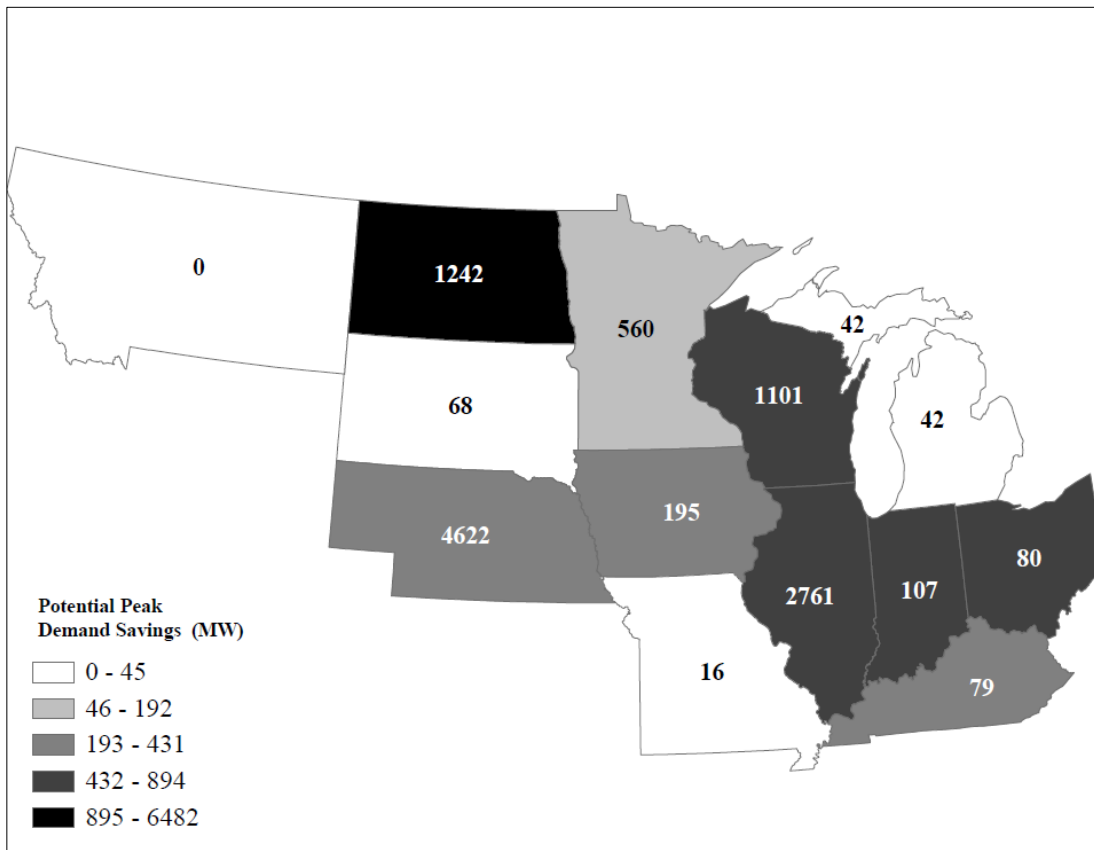 0
1242
560
42
68
1101
42
4622
195
2761
107
80
16
79
Potential Peak
Demand Savings (MW)
0 - 45
46 - 192
193 - 431
432 - 894
895 - 6482